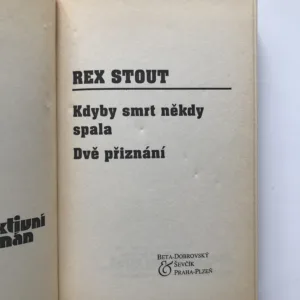 REX STOUT
Kdyby smrt někdy
spala
Dvě přiznání
BETA-DOBROVSKÝ
& ŠEVČÍK
PRAHA-PLZEŇ